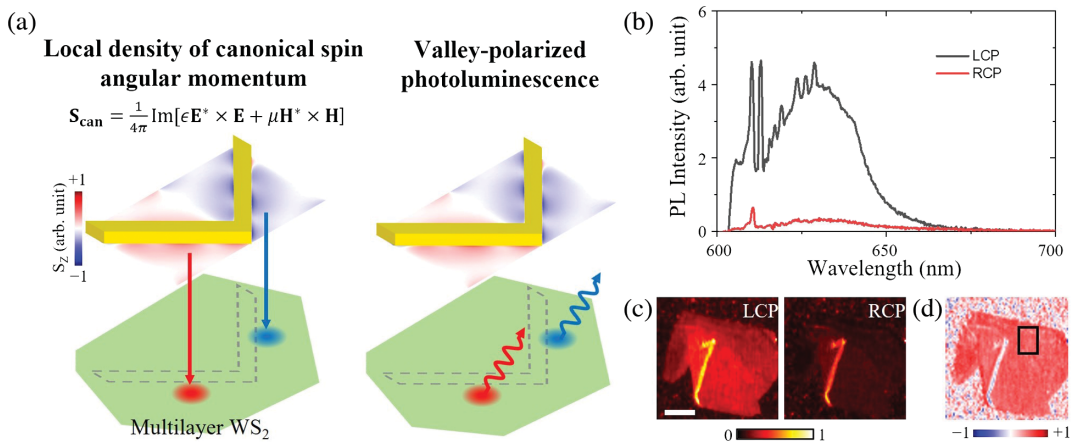 (a)
Local density of canonical spin
angular momentum
S_can = 1/4π Im[ϵE* × E + μH* × H]
Valley-polarized
photoluminescence
+1
S_Z (arb. unit)
−1
Multilayer WS₂
(b)
PL Intensity (arb. unit)
6
4
2
0
LCP
RCP
600
650
700
Wavelength (nm)
(c)
LCP
RCP
0
1
(d)
−1
+1